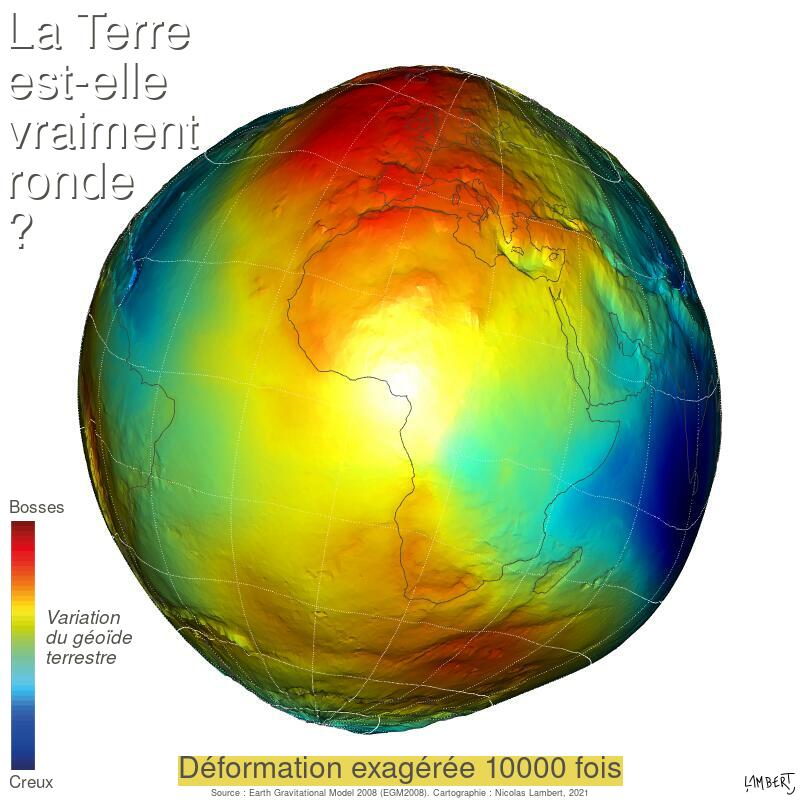 La Terre
est-elle
vraiment
ronde
?
Bosses
Variation
du géoïde
terrestre
Creux
Déformation exagérée 10000 fois
Source : Earth Gravitational Model 2008 (EGM2008). Cartographie : Nicolas Lambert, 2021
LAMBERT